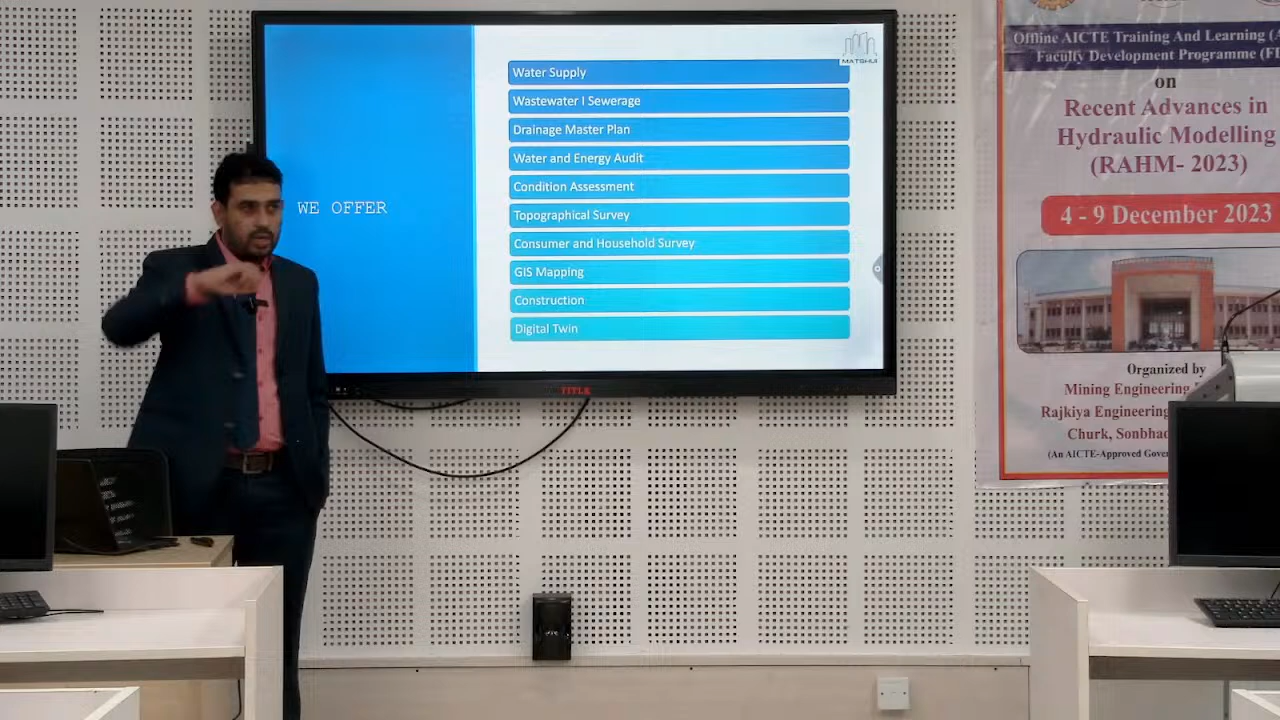 WE OFFER
MATSHUI
Water Supply
Wastewater I Sewerage
Drainage Master Plan
Water and Energy Audit
Condition Assessment
Topographical Survey
Consumer and Household Survey
GIS Mapping
Construction
Digital Twin
Offline AICTE Training And Learning
Faculty Development Programme
on
Recent Advances in
Hydraulic Modelling
(RAHM- 2023)
4 - 9 December 2023
Organized by
Mining Engineering
Rajkiya Engineering
Churk,
(An AICTE-Approved